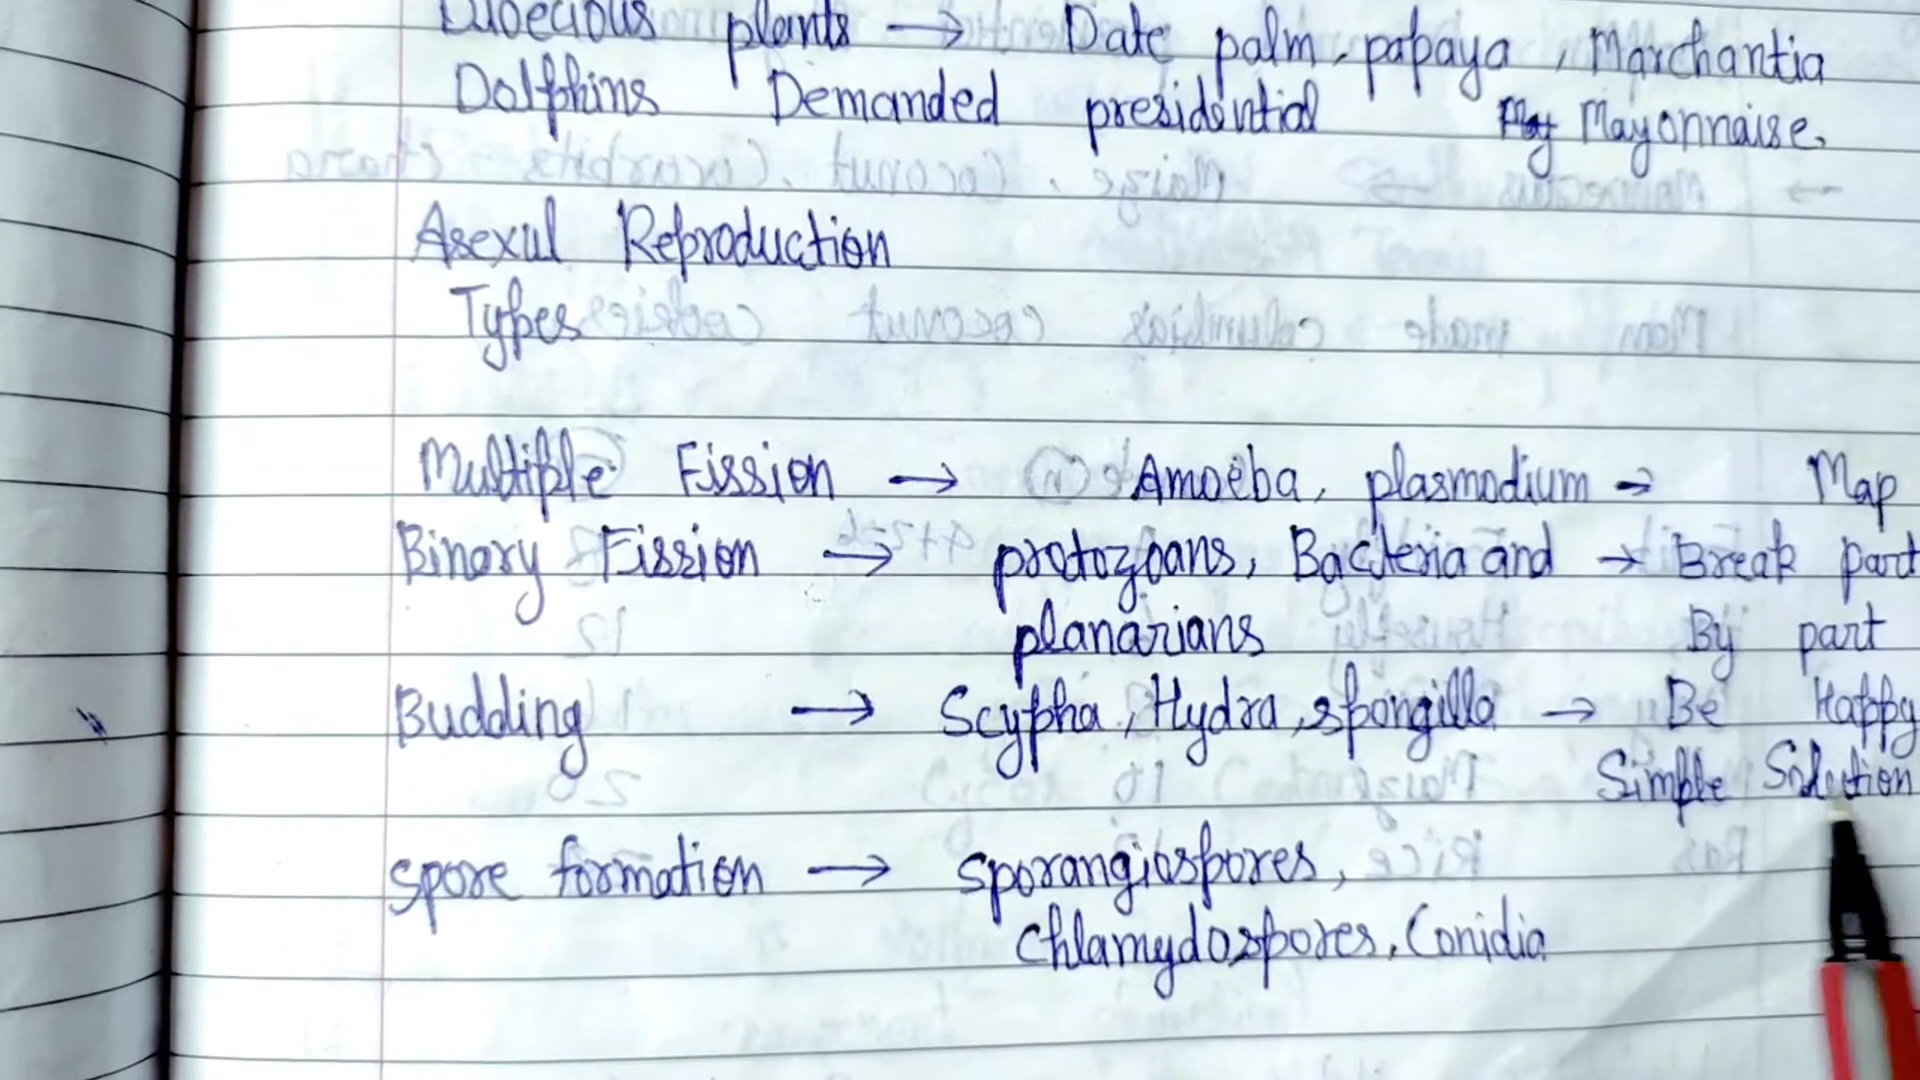 plants → Date palm, papaya, Marchantia
Dolphins Demanded presidential Mayonnaise.
Asexul Reproduction
Types
Multiple Fission → Amoeba, plasmodium → Map
Binary Fission → protozoans, Bacteria and → Break part
planarians By part
Budding → Scypha, Hydra, spongilla → Be Happy
Simple Solution
spore formation → sporangiospores,
Chlamydospores, Conidia